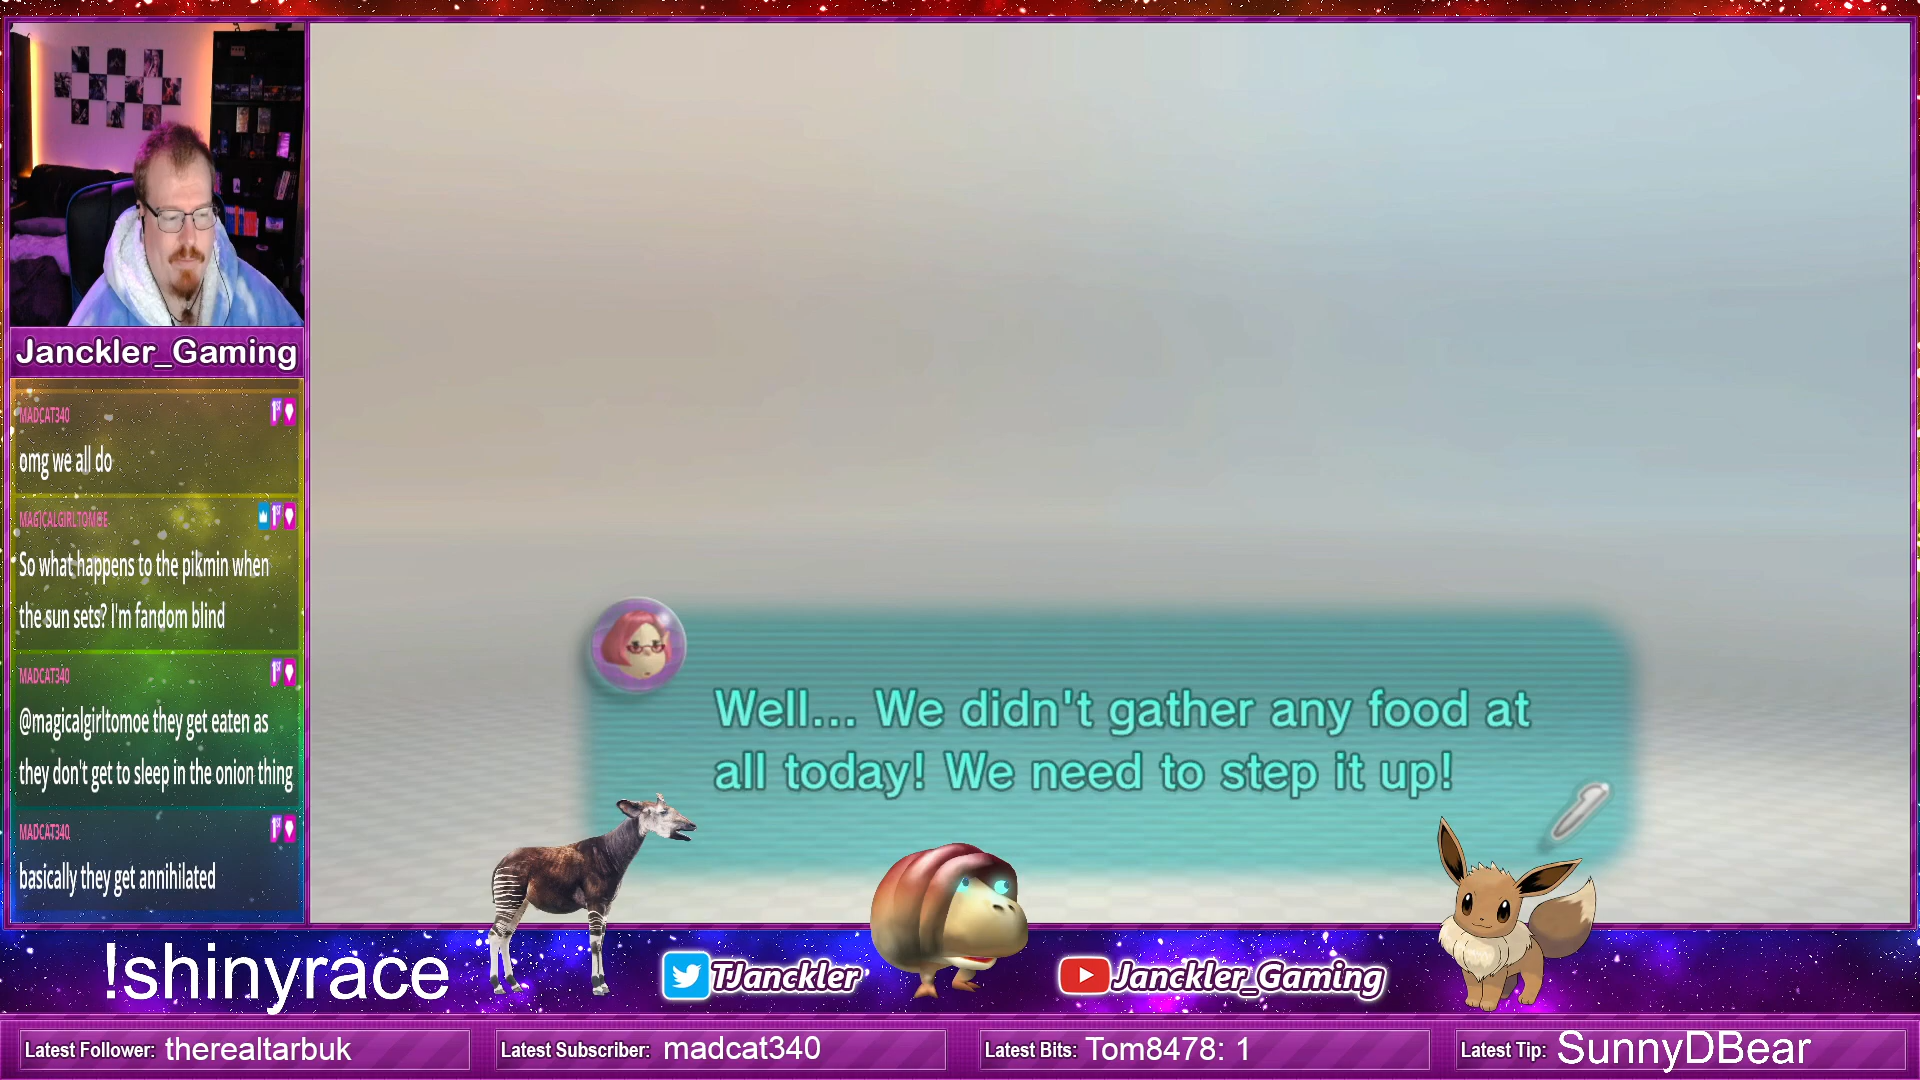 Janckler_Gaming
MADCAT340
omg we all do
MAGICALGIRLTOMOE
So what happens to the pikmin when
the sun sets? I'm fandom blind
MADCAT340
@magicalgirltomoe they get eaten as
they don't get to sleep in the onion thing
MADCAT340
basically they get annihilated
Well... We didn't gather any food at
all today! We need to step it up!
!shinyrace
TJanckler
Janckler_Gaming
Latest Follower: therealtarbuk
Latest Subscriber: madcat340
Latest Bits: Tom8478: 1
Latest Tip: SunnyDBear